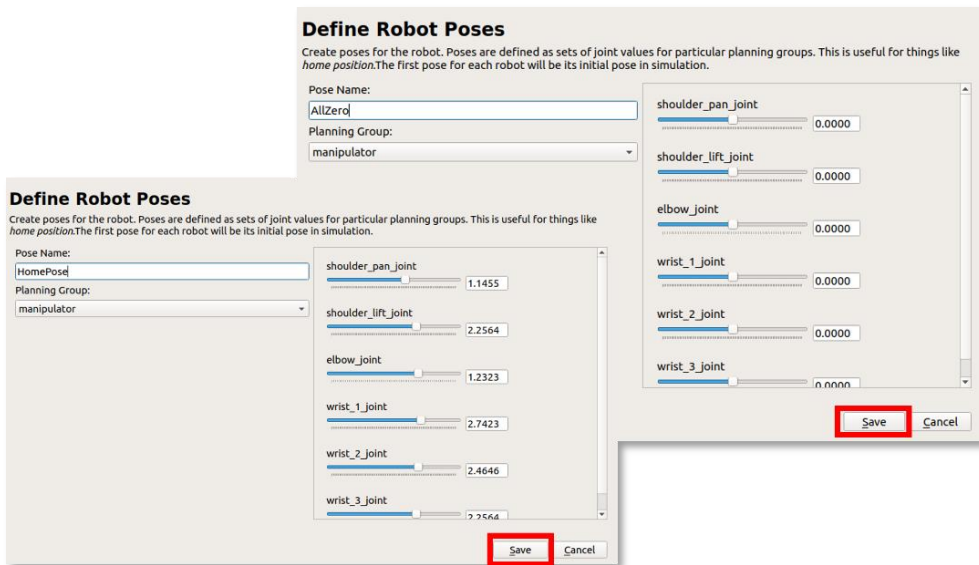 Define Robot Poses
Create poses for the robot. Poses are defined as sets of joint values for particular planning groups. This is useful for things like
home position.The first pose for each robot will be its initial pose in simulation.
Pose Name:
AllZero
Planning Group:
manipulator
shoulder_pan_joint
0.0000
shoulder_lift_joint
0.0000
elbow_joint
0.0000
wrist_1_joint
0.0000
wrist_2_joint
0.0000
wrist_3_joint
0.0000
Save
Cancel
Define Robot Poses
Create poses for the robot. Poses are defined as sets of joint values for particular planning groups. This is useful for things like
home position.The first pose for each robot will be its initial pose in simulation.
Pose Name:
HomePose
Planning Group:
manipulator
shoulder_pan_joint
1.1455
shoulder_lift_joint
2.2564
elbow_joint
1.2323
wrist_1_joint
2.7423
wrist_2_joint
2.4646
wrist_3_joint
2.2564
Save
Cancel